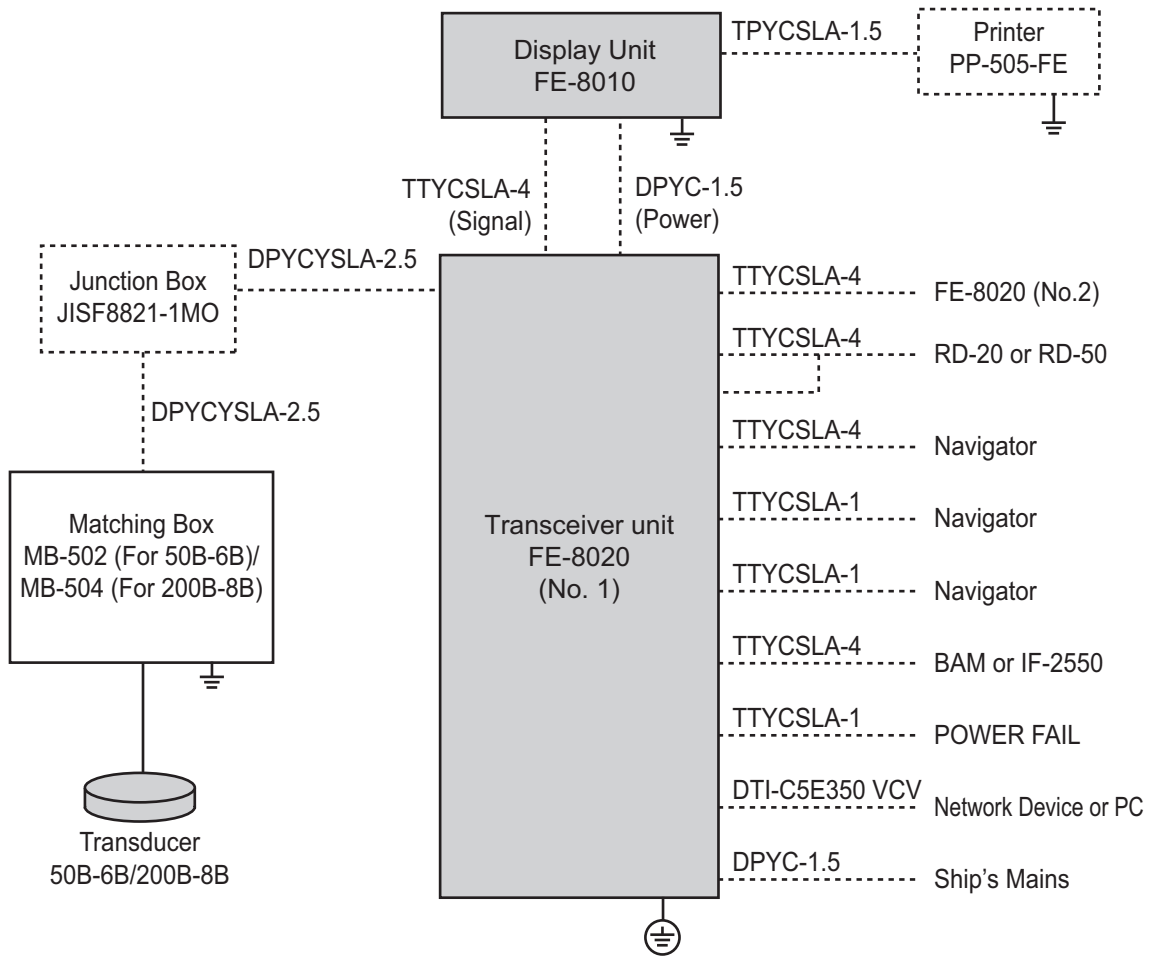 Display Unit
FE-8010
TPYCSLA-1.5
Printer
PP-505-FE
TTYCSLA-4
(Signal)
DPYC-1.5
(Power)
Junction Box
JISF8821-1MO
DPYCYSLA-2.5
DPYCYSLA-2.5
Matching Box
MB-502 (For 50B-6B)/
MB-504 (For 200B-8B)
Transducer
50B-6B/200B-8B
Transceiver unit
FE-8020
(No. 1)
TTYCSLA-4
FE-8020 (No.2)
TTYCSLA-4
RD-20 or RD-50
TTYCSLA-4
Navigator
TTYCSLA-1
Navigator
TTYCSLA-1
Navigator
TTYCSLA-4
BAM or IF-2550
TTYCSLA-1
POWER FAIL
DTI-C5E350 VCV
Network Device or PC
DPYC-1.5
Ship's Mains